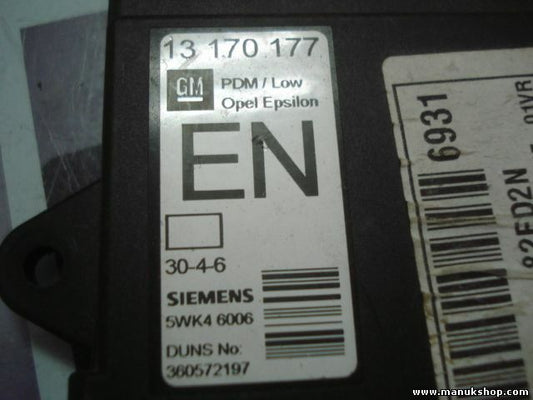 13 170 177
GM
PDM / Low
Opel Epsilon
EN
30-4-6
SIEMENS
5WK4 6006
DUNS No:
360572197
6931
01VR
www.manukshop.com